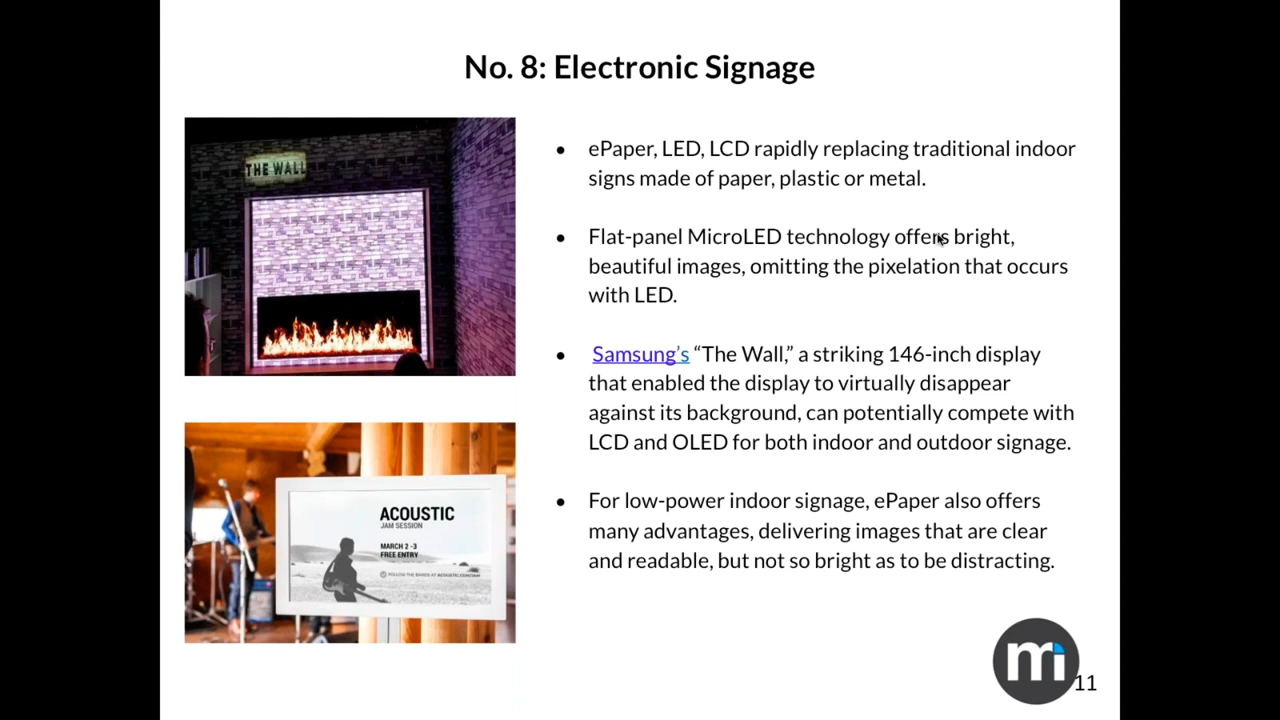 No. 8: Electronic Signage
THE WALL
● ePaper, LED, LCD rapidly replacing traditional indoor
signs made of paper, plastic or metal.
● Flat-panel MicroLED technology offers bright,
beautiful images, omitting the pixelation that occurs
with LED.
● Samsung’s “The Wall,” a striking 146-inch display
that enabled the display to virtually disappear
against its background, can potentially compete with
LCD and OLED for both indoor and outdoor signage.
● For low-power indoor signage, ePaper also offers
many advantages, delivering images that are clear
and readable, but not so bright as to be distracting.
ACOUSTIC
JAM SESSION
MARCH 2 -3
FREE ENTRY
FOLLOW THE BANDS AT
mi
11